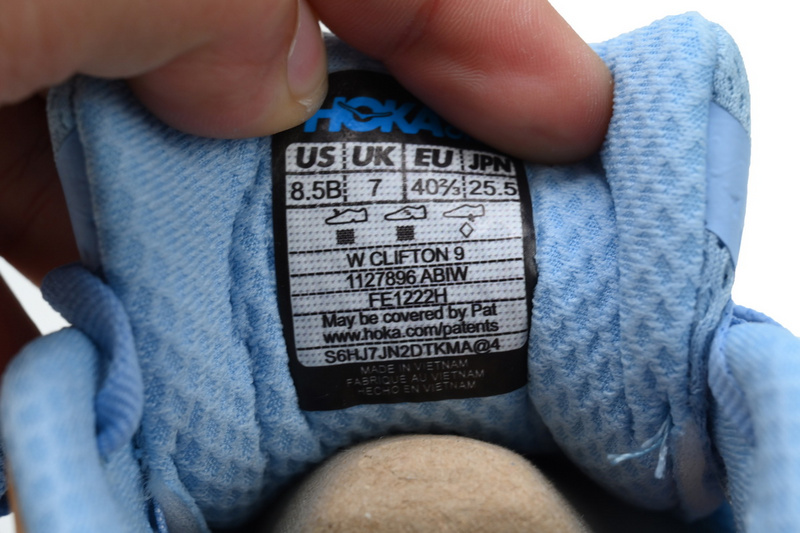 HOKA
US UK EU JPN
8.5B 7 40⅔ 25.5
W CLIFTON 9
1127896 ABIW
FE1222H
May be covered by Pat
www.hoka.com/patents
S6HJ7JN2DTKMA@4
MADE IN VIETNAM
FABRIQUE AU VIETNAM
HECHO EN VIETNAM